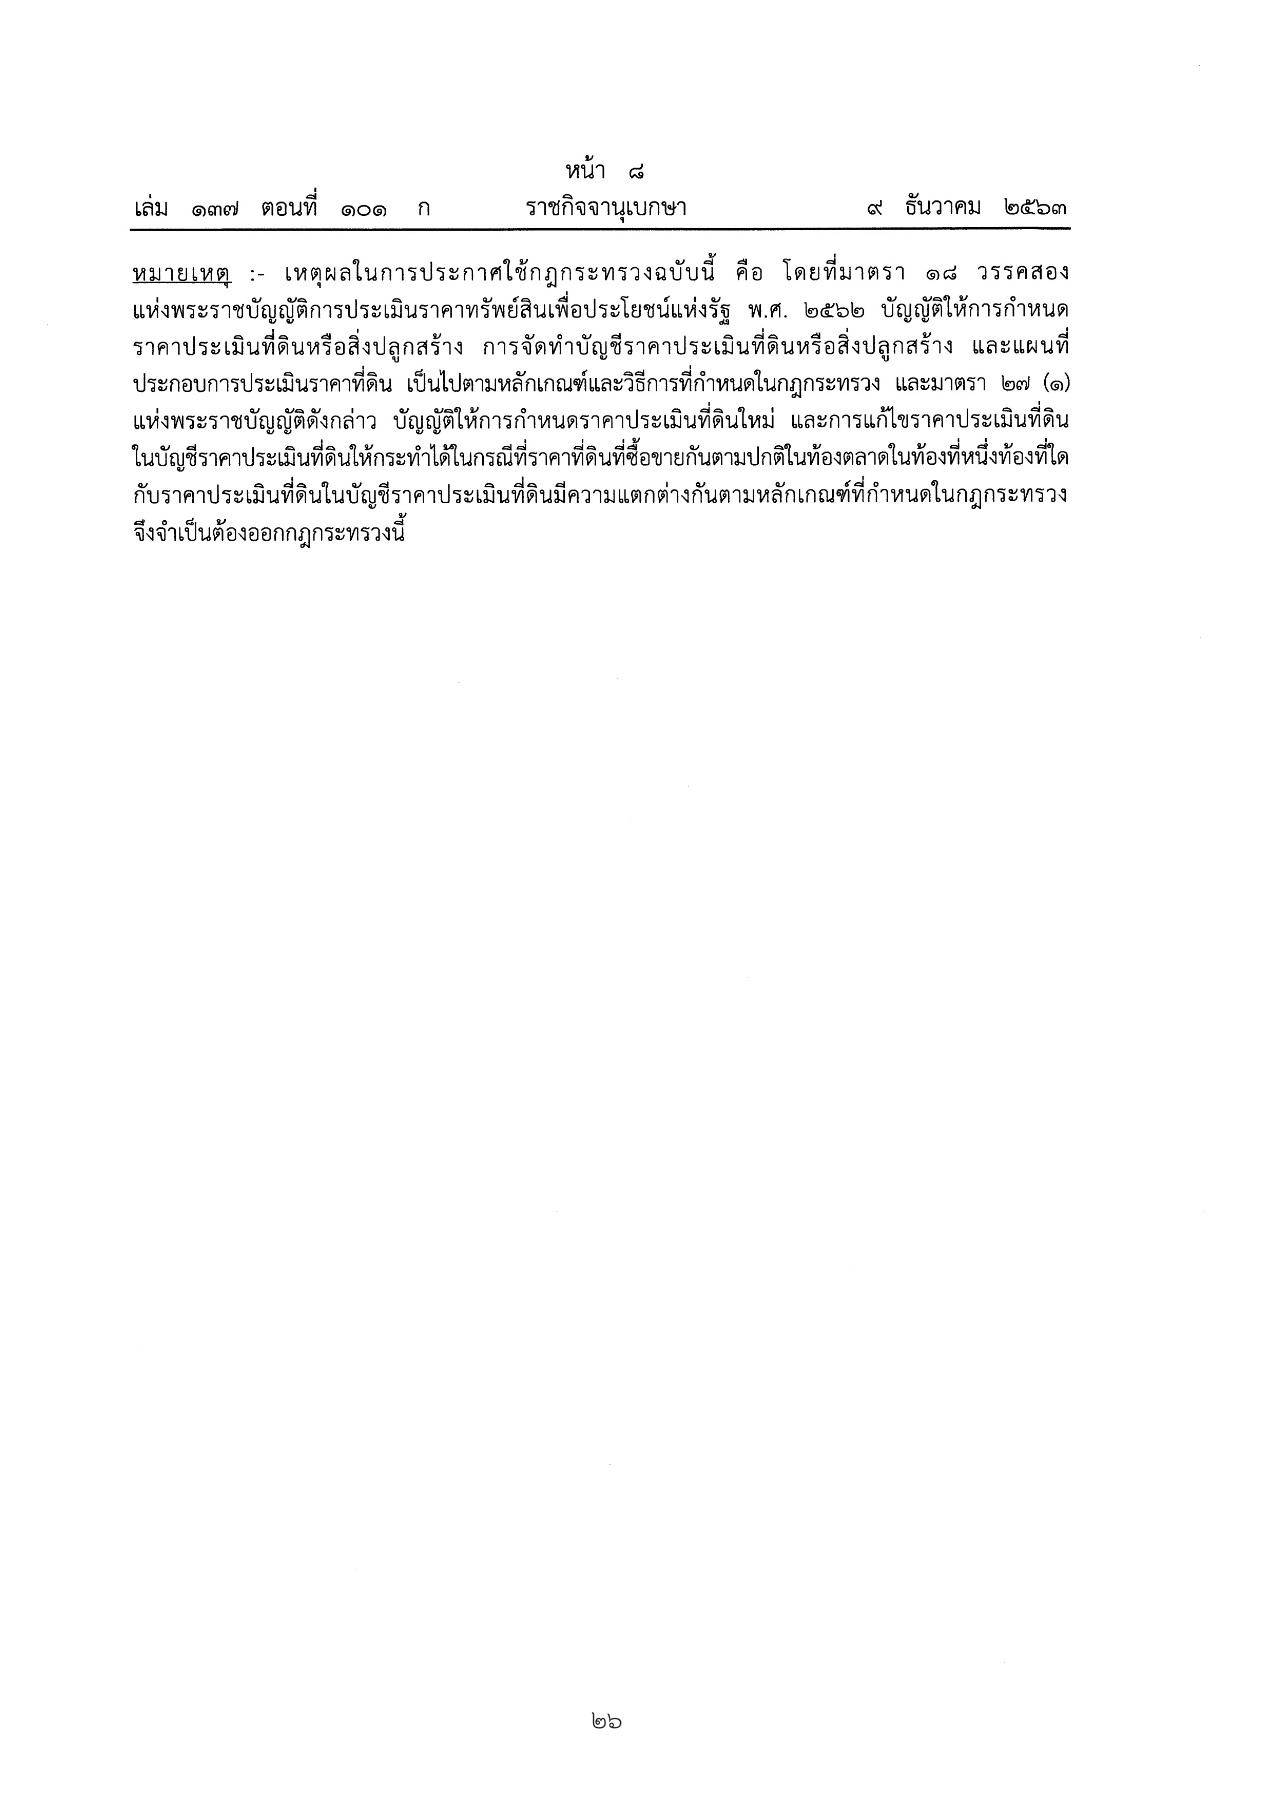 หน้า ๘
เล่ม ๑๓๗ ตอนที่ ๑๐๑ ก ราชกิจจานุเบกษา ๙ ธันวาคม ๒๕๖๓
หมายเหตุ :- เหตุผลในการประกาศใช้กฎกระทรวงฉบับนี้ คือ โดยที่มาตรา ๑๘ วรรคสอง
แห่งพระราชบัญญัติการประเมินราคาทรัพย์สินเพื่อประโยชน์แห่งรัฐ พ.ศ. ๒๕๖๒ บัญญัติให้การกำหนด
ราคาประเมินที่ดินหรือสิ่งปลูกสร้าง การจัดทำบัญชีราคาประเมินที่ดินหรือสิ่งปลูกสร้าง และแผนที่
ประกอบการประเมินราคาที่ดิน เป็นไปตามหลักเกณฑ์และวิธีการที่กำหนดในกฎกระทรวง และมาตรา ๒๗ (๑)
แห่งพระราชบัญญัติดังกล่าว บัญญัติให้การกำหนดราคาประเมินที่ดินใหม่ และการแก้ไขราคาประเมินที่ดิน
ในบัญชีราคาประเมินที่ดินให้กระทำได้ในกรณีที่ราคาที่ดินที่ซื้อขายกันตามปกติในท้องตลาดในท้องที่หนึ่งท้องที่ใด
กับราคาประเมินที่ดินในบัญชีราคาประเมินที่ดินมีความแตกต่างกันตามหลักเกณฑ์ที่กำหนดในกฎกระทรวง
จึงจำเป็นต้องออกกฎกระทรวงนี้
๒๖